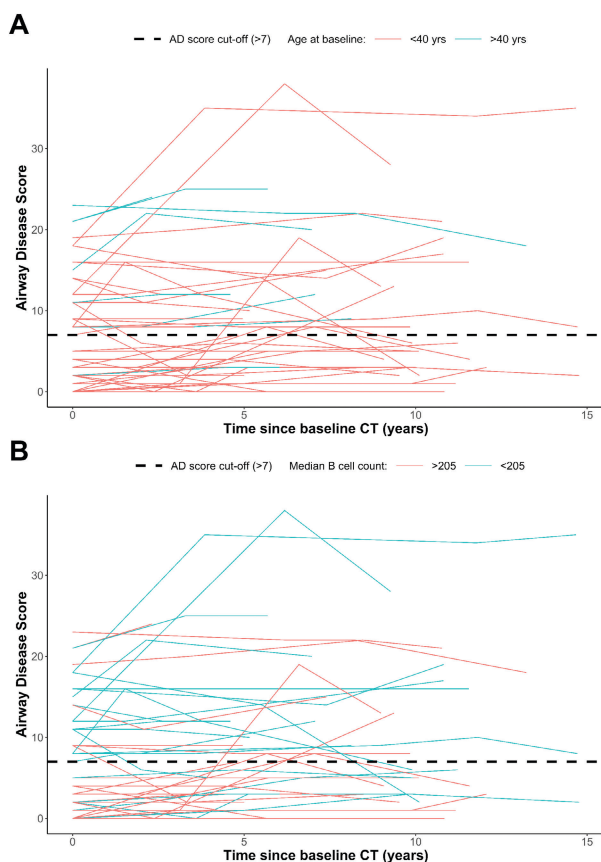 A
AD score cut-off (>7) Age at baseline: <40 yrs >40 yrs
Airway Disease Score
30
20
10
0
0 5 10 15
Time since baseline CT (years)
B
AD score cut-off (>7) Median B cell count: >205 <205
Airway Disease Score
30
20
10
0
0 5 10 15
Time since baseline CT (years)